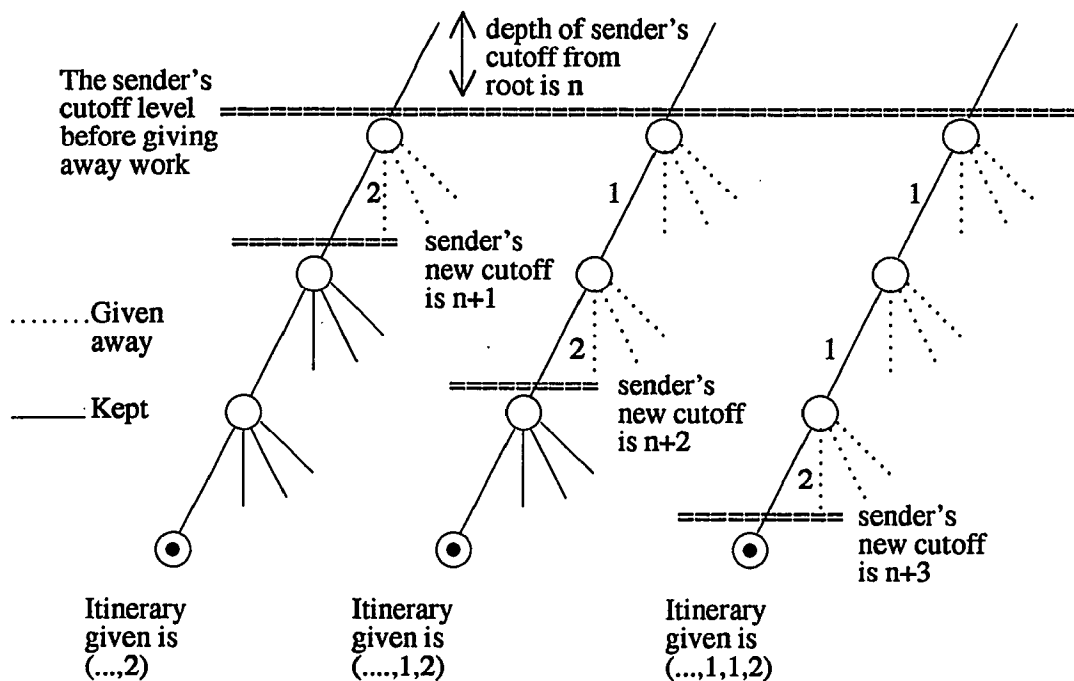 depth of sender's
cutoff from
root is n
The sender's
cutoff level
before giving
away work
2
1
1
sender's
new cutoff
is n+1
.......Given
away
2
1
sender's
new cutoff
is n+2
Kept
2
sender's
new cutoff
is n+3
Itinerary
given is
(...,2)
Itinerary
given is
(....,1,2)
Itinerary
given is
(...,1,1,2)